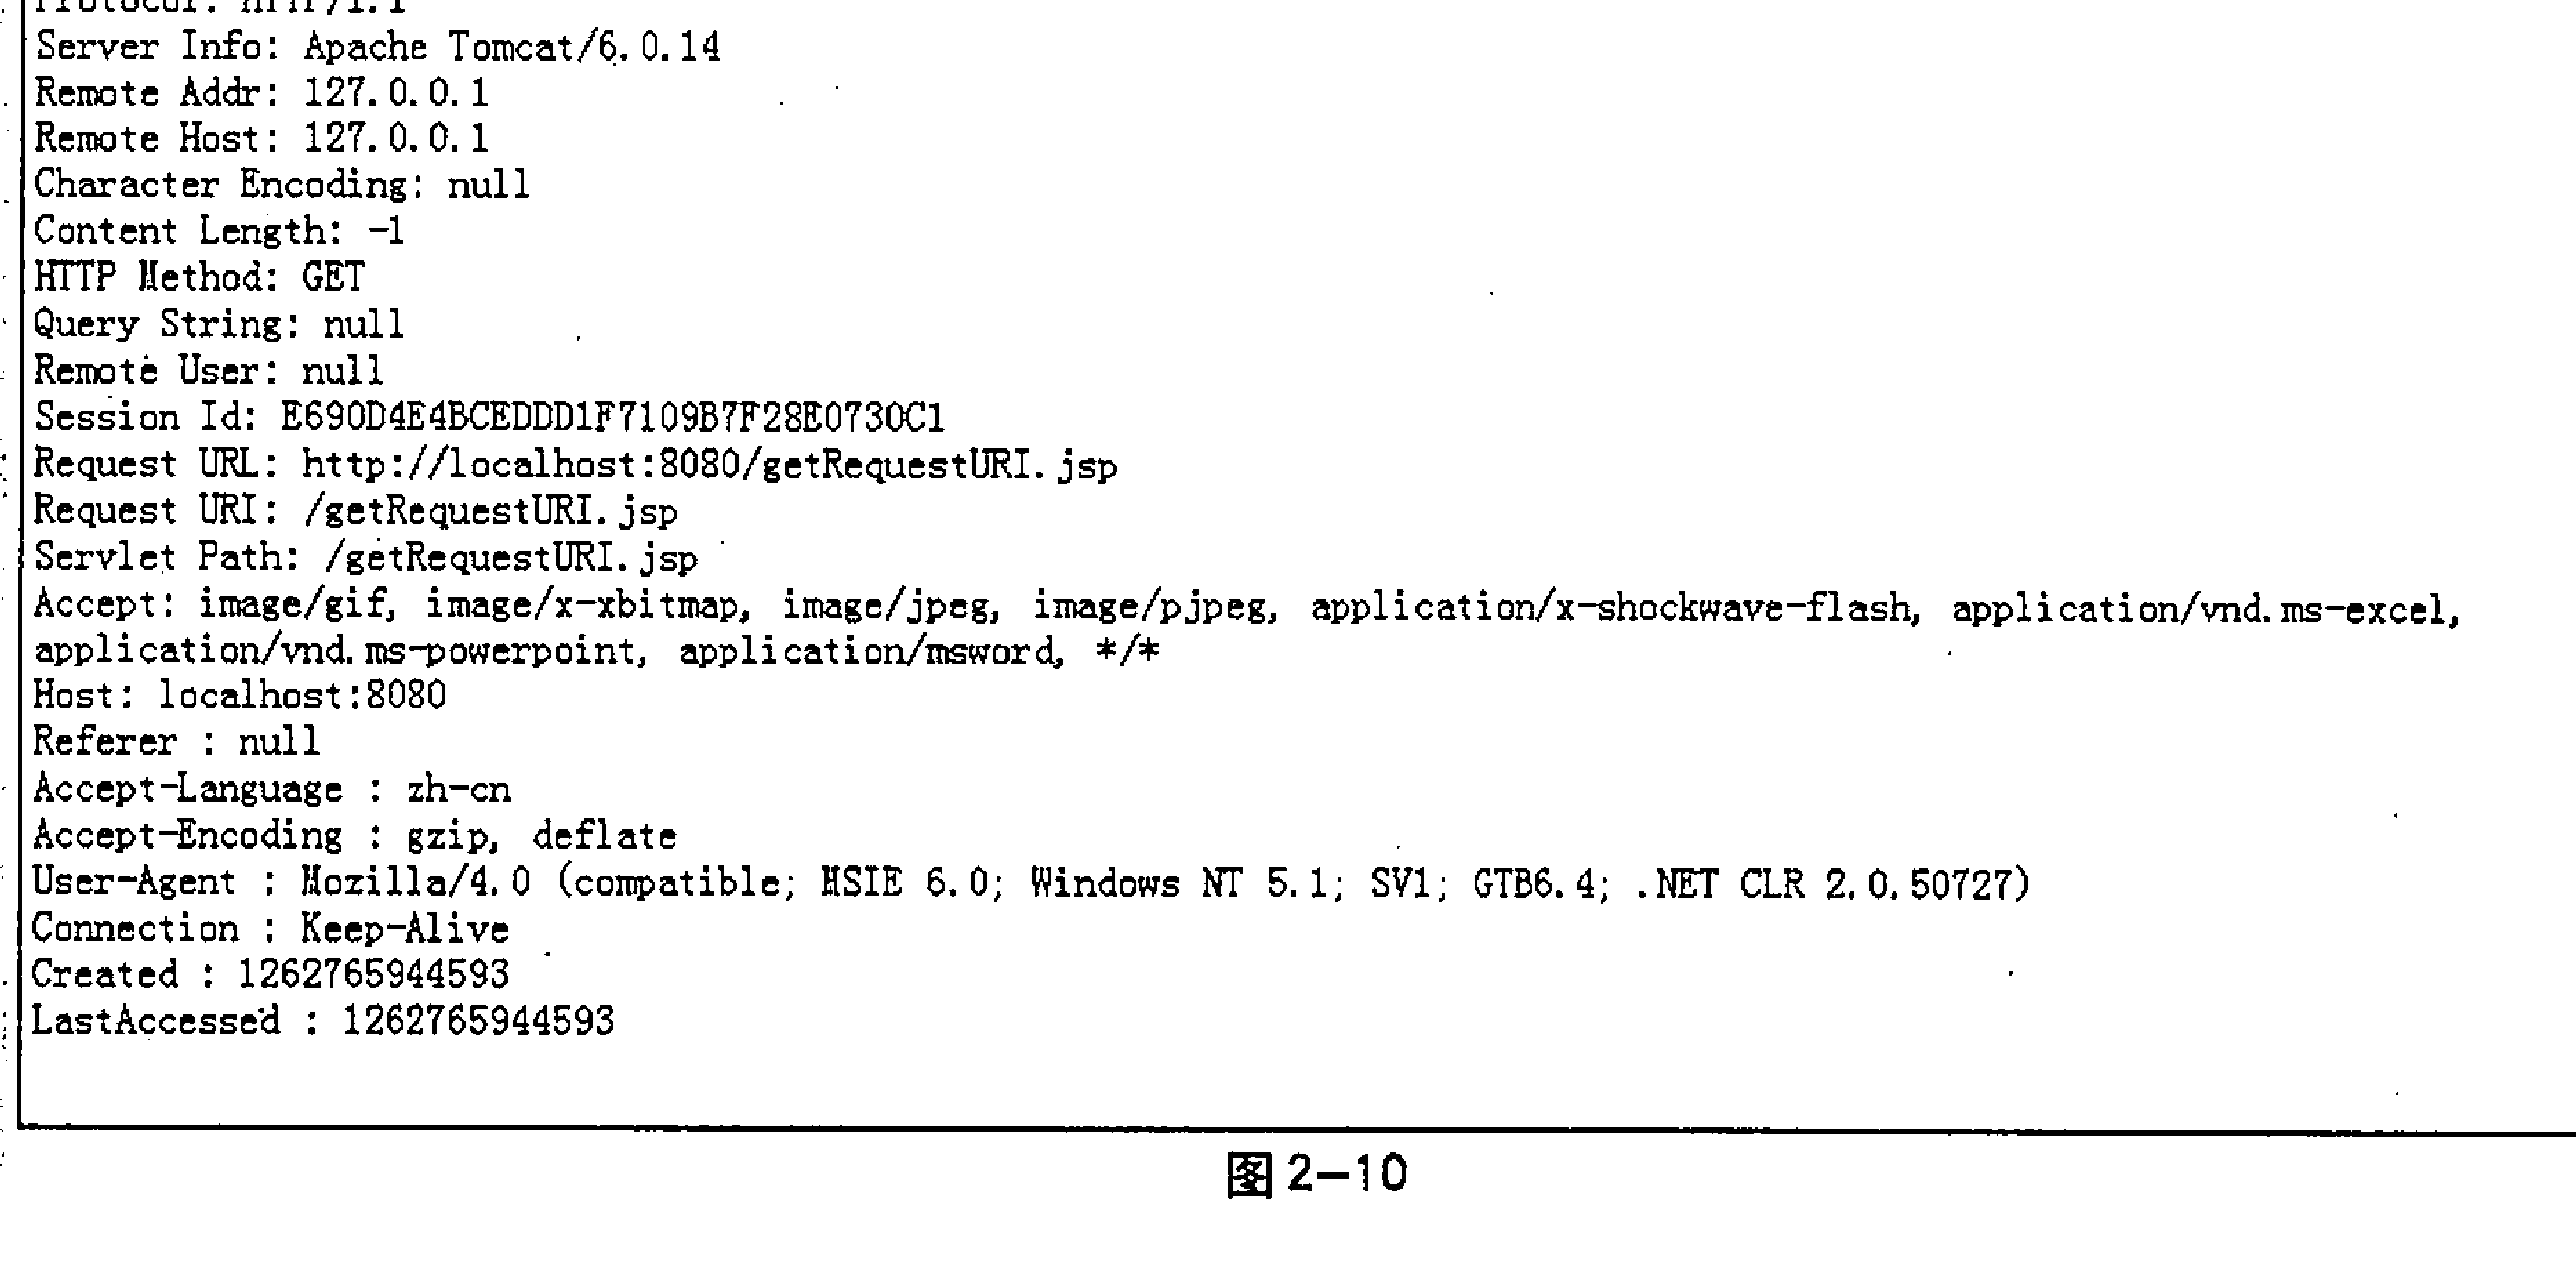 Protocol: HTTP/1.1
Server Info: Apache Tomcat/6.0.14
Remote Addr: 127.0.0.1
Remote Host: 127.0.0.1
Character Encoding: null
Content Length: -1
HTTP Method: GET
Query String: null
Remote User: null
Session Id: E690D4E4BCEDDD1F7109B7F28E0730C1
Request URL: http://localhost:8080/getRequestURI.jsp
Request URI: /getRequestURI.jsp
Servlet Path: /getRequestURI.jsp
Accept: image/gif, image/x-xbitmap, image/jpeg, image/pjpeg, application/x-shockwave-flash, application/vnd.ms-excel,
application/vnd.ms-powerpoint, application/msword, */*
Host: localhost:8080
Referer : null
Accept-Language : zh-cn
Accept-Encoding : gzip, deflate
User-Agent : Mozilla/4.0 (compatible; MSIE 6.0; Windows NT 5.1; SV1; GTB6.4; .NET CLR 2.0.50727)
Connection : Keep-Alive
Created : 1262765944593
LastAccessed : 1262765944593
图2-10